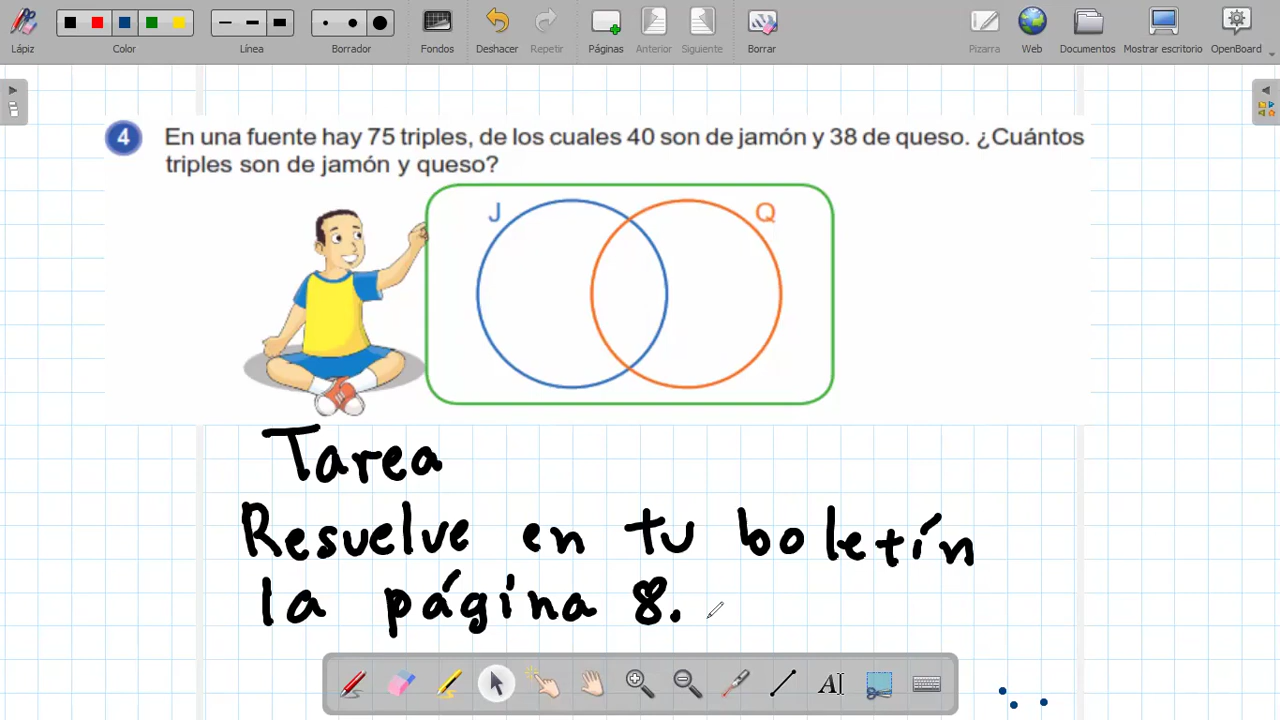 Lápiz
Color
Línea
Borrador
Fondos
Deshacer
Repetir
Páginas
Anterior
Siguiente
Borrar
Pizarra
Web
Documentos
Mostrar escritorio
OpenBoard
4 En una fuente hay 75 triples, de los cuales 40 son de jamón y 38 de queso. ¿Cuántos
triples son de jamón y queso?
J
Q
Tarea
Resuelve en tu boletín
la página 8.
AI